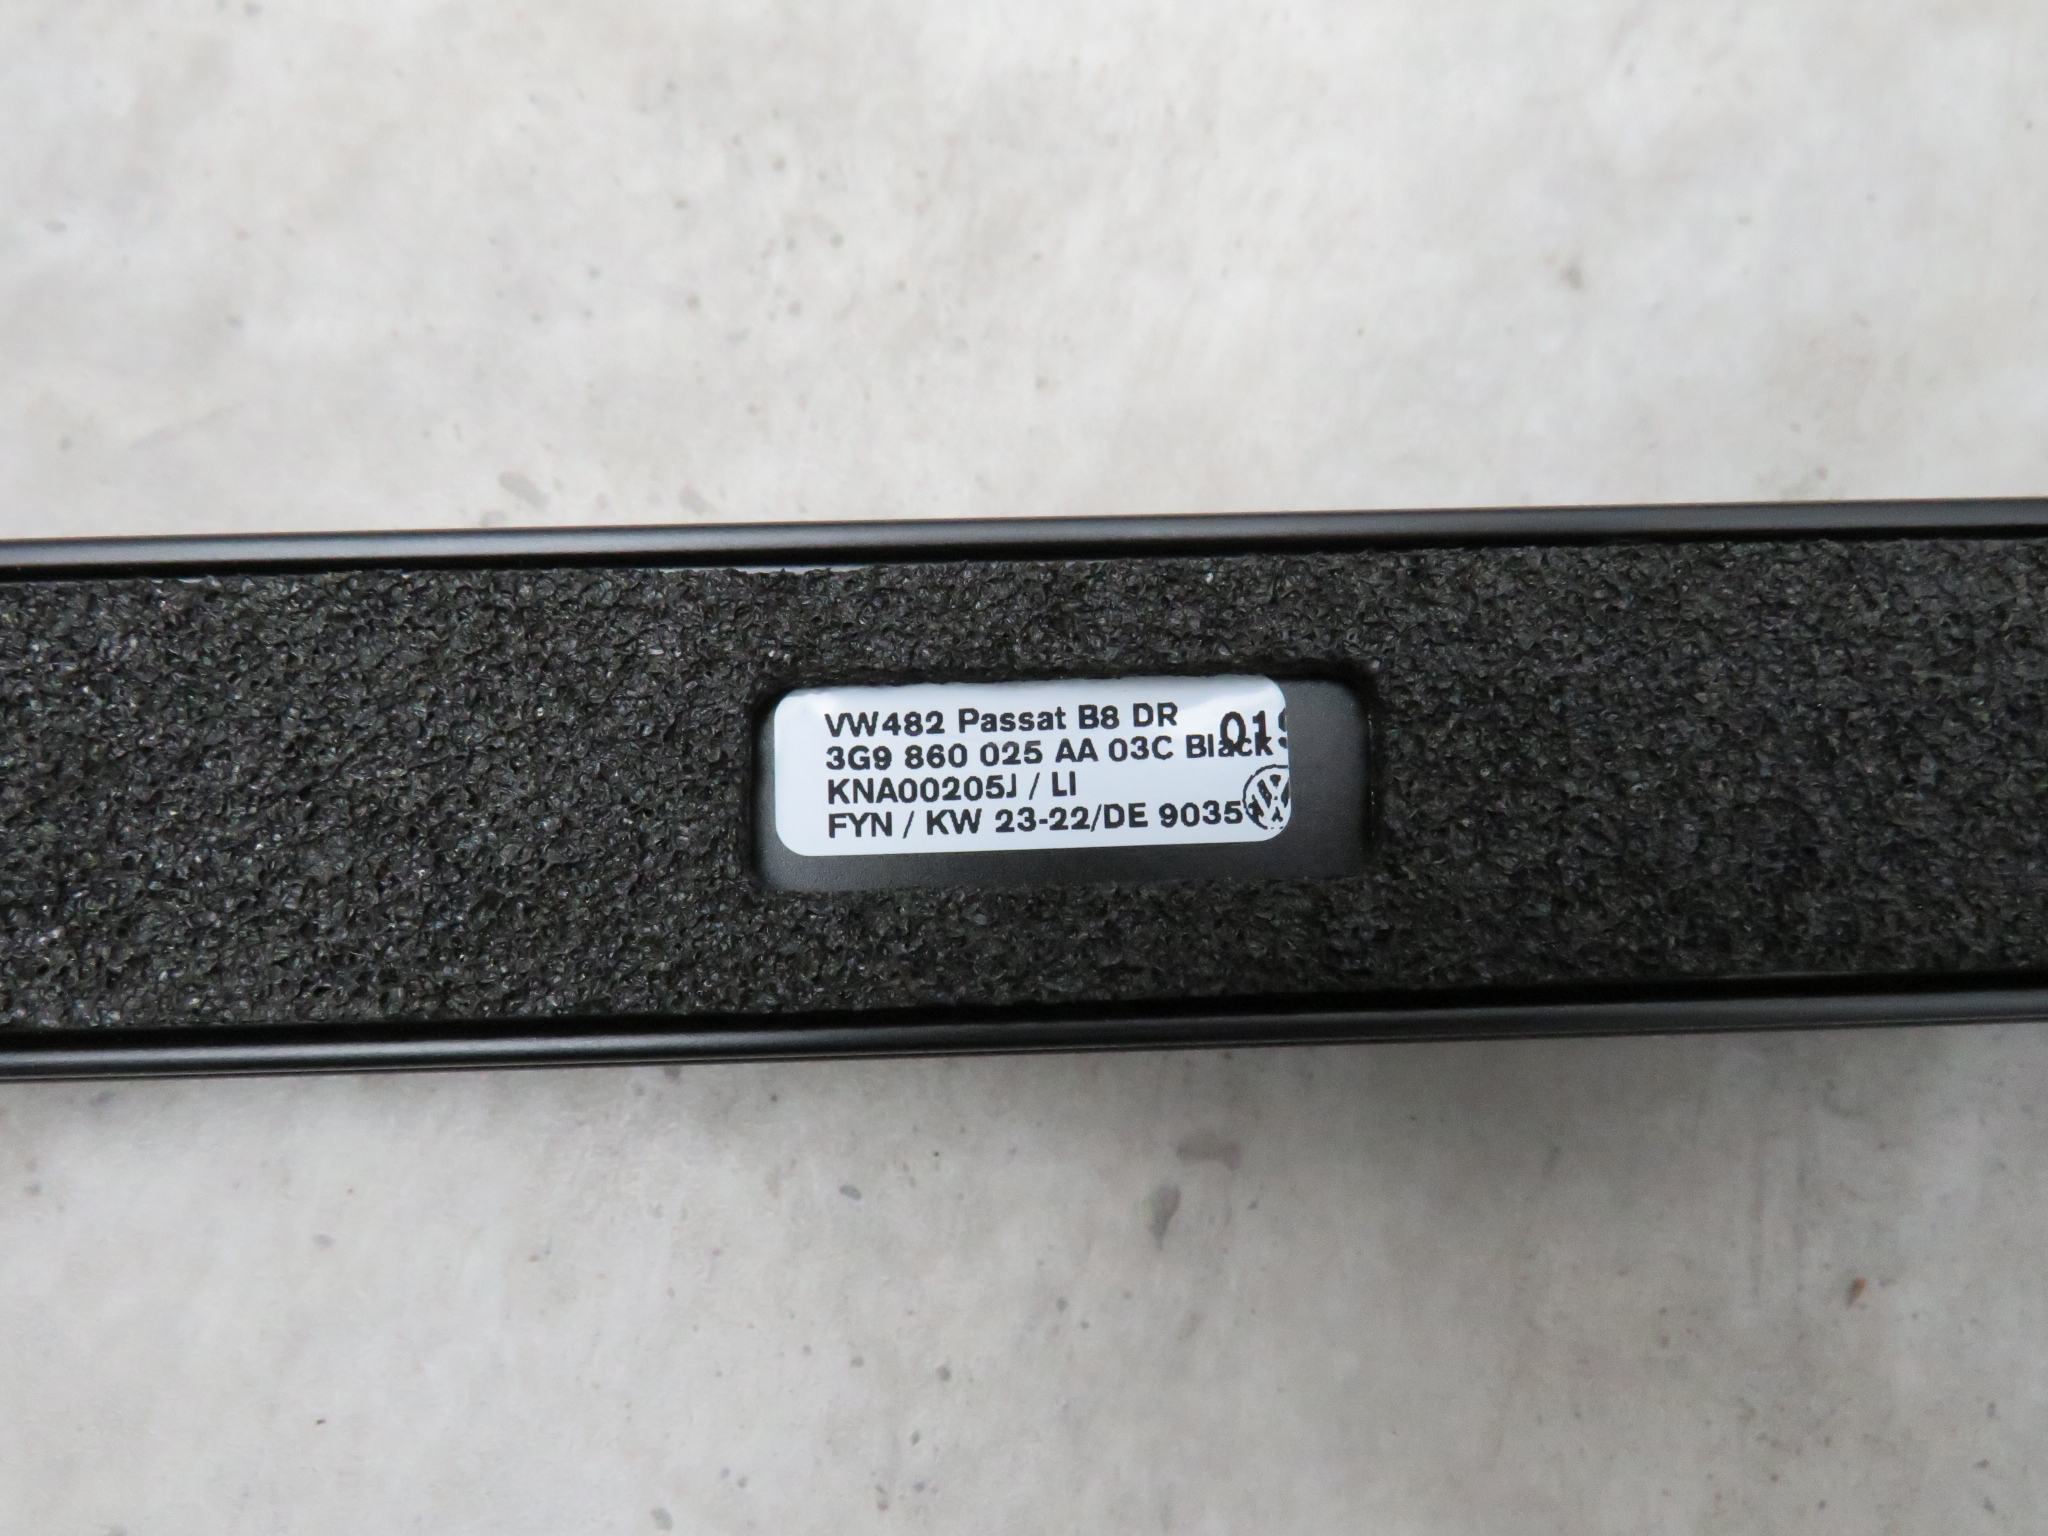 VW482 Passat B8 DR
3G9 860 025 AA 03C Black
KNA00205J / LI
FYN / KW 23-22/DE 9035